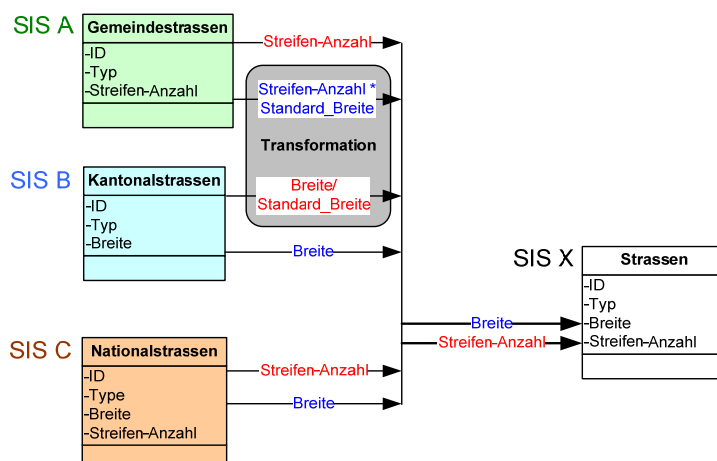 SIS A
Gemeindestrassen
-ID
-Typ
-Streifen-Anzahl
Streifen-Anzahl
Streifen-Anzahl *
Standard_Breite
Transformation
SIS B
Kantonalstrassen
-ID
-Typ
-Breite
Breite/
Standard_Breite
Breite
SIS X
Strassen
-ID
-Typ
-Breite
-Streifen-Anzahl
Breite
Streifen-Anzahl
SIS C
Nationalstrassen
-ID
-Type
-Breite
-Streifen-Anzahl
Streifen-Anzahl
Breite